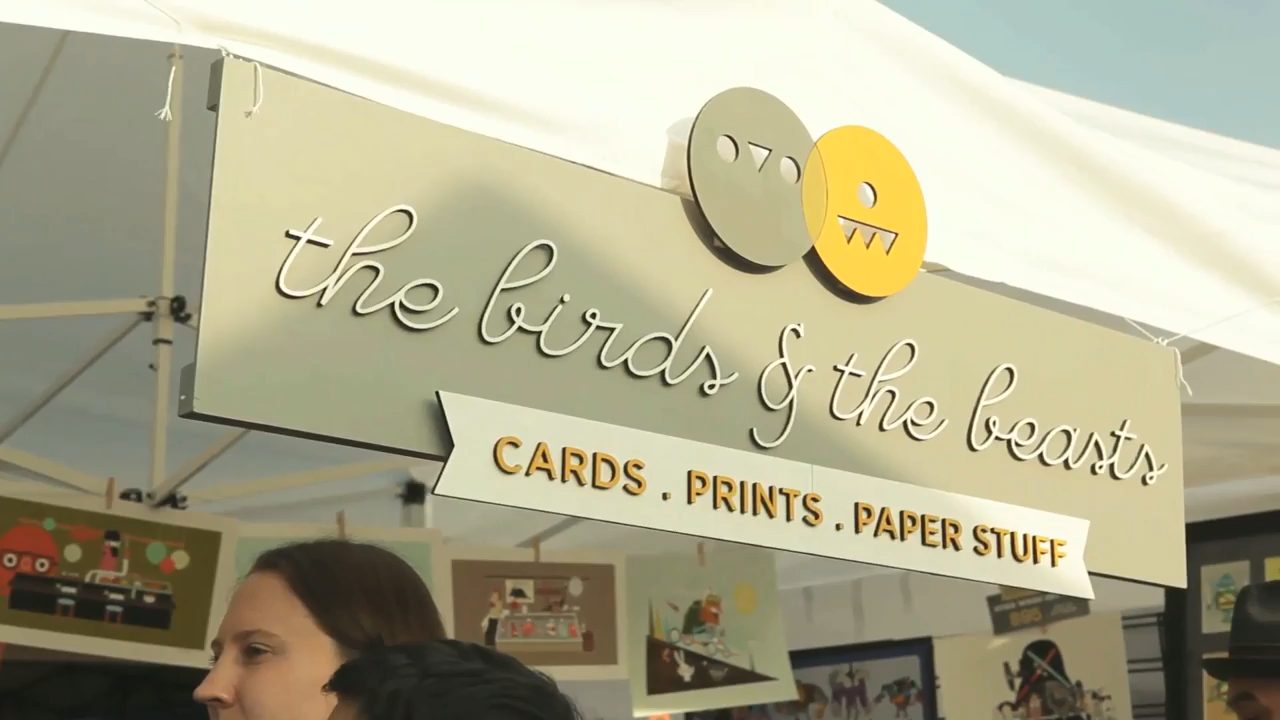 the birds & the beasts
CARDS . PRINTS . PAPER STUFF